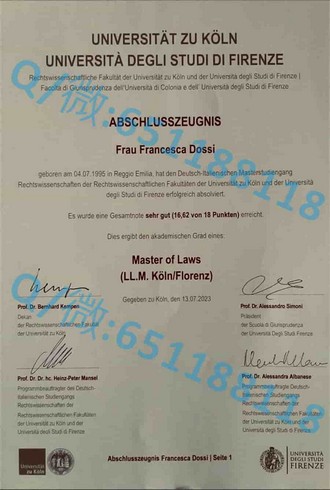 UNIVERSITÄT ZU KÖLN
UNIVERSITÀ DEGLI STUDI DI FIRENZE
Rechtswissenschaftliche Fakultät der Universität zu Köln und der Università degli Studi di Firenze |
Facoltà di Giurisprudenza dell'Università di Colonia e dell' Università degli Studi di Firenze
ABSCHLUSSZEUGNIS
Frau Francesca Dossi
geboren am 04.07.1995 in Reggio Emilia, hat den Deutsch-Italienischen Masterstudiengang
Rechtswissenschaften der Rechtswissenschaftlichen Fakultäten der Universität zu Köln und der Università
degli Studi di Firenze erfolgreich absolviert.
Es wurde eine Gesamtnote sehr gut (16,62 von 18 Punkten) erreicht.
Dies ergibt den akademischen Grad eines:
Master of Laws
(LL.M. Köln/Florenz)
Gegeben zu Köln, den 13.07.2023
Prof. Dr. Bernhard Kempen
Dekan
der Rechtswissenschaftlichen Fakultät
der Universität zu Köln
Prof. Dr. Alessandro Simoni
Präsident
der Scuola di Giurisprudenza
der Università degli Studi di Firenze
Prof. Dr. Dr. hc. Heinz-Peter Mansel
Programmbeauftragter des Deutsch-
Italienischen Studiengangs
Rechtswissenschaften der
Rechtswissenschaftlichen Fakultäten
der Universität zu Köln und der
Università degli Studi di Firenze
Prof. Dr. Alessandra Albanese
Programmbeauftragte des Deutsch-
Italienischen Studiengangs
Rechtswissenschaften der
Rechtswissenschaftlichen Fakultäten
der Universität zu Köln und der
Università degli Studi di Firenze
Universität
zu Köln
Abschlusszeugnis Francesca Dossi | Seite 1
UNIVERSITÀ
DEGLI STUDI
FIRENZE
Q/微:651188118
Q/微:651188118